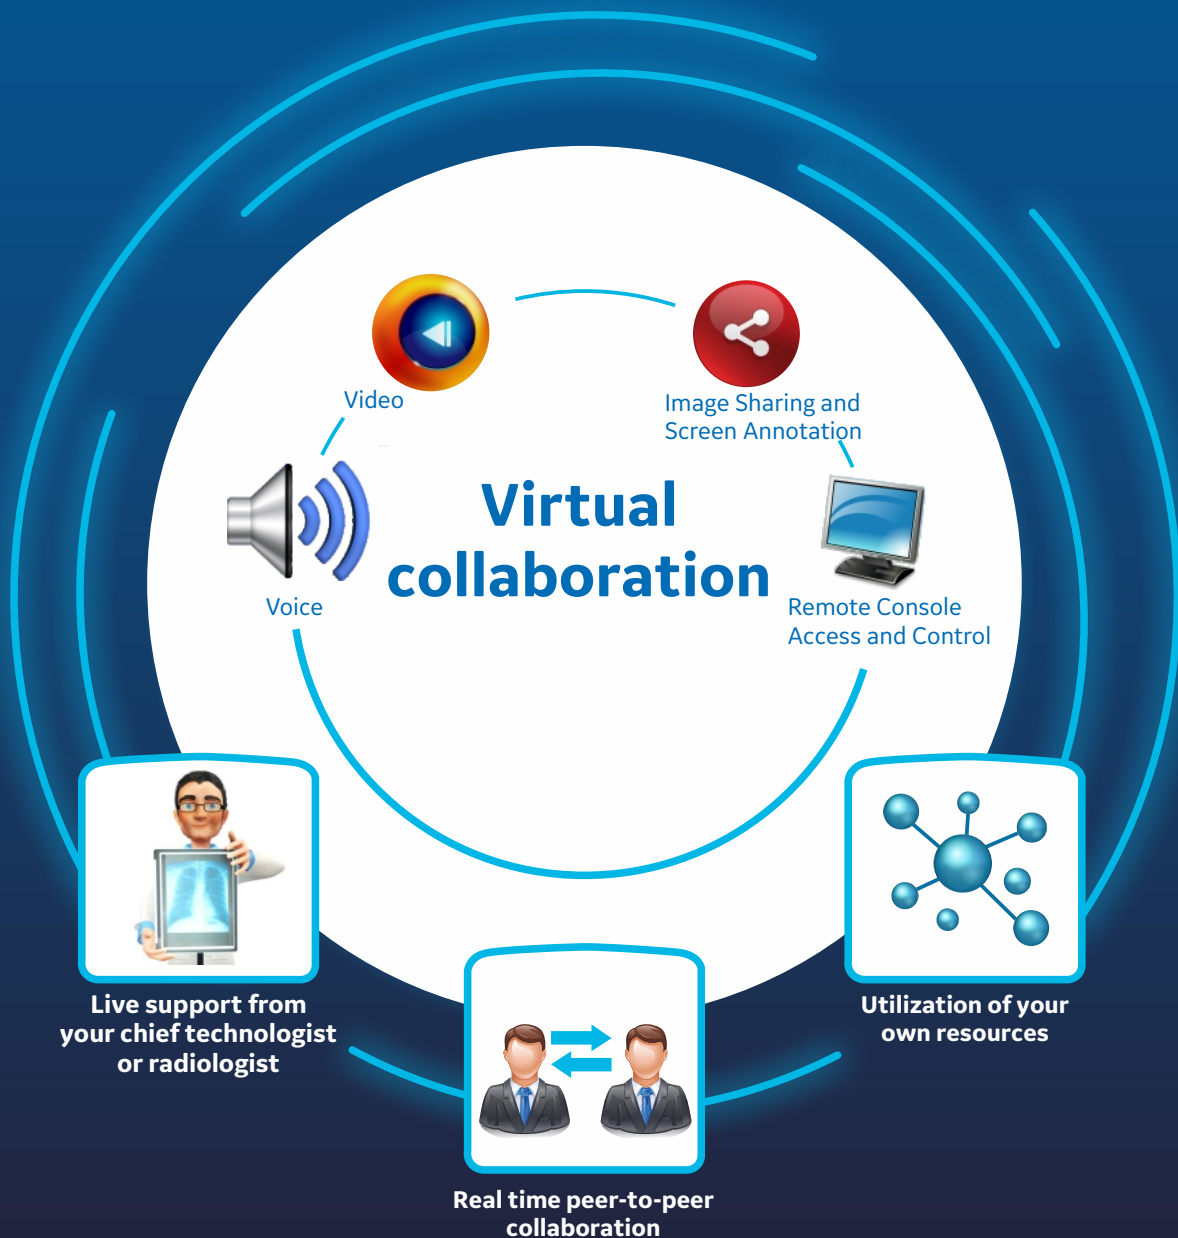 Video
Image Sharing and
Screen Annotation
Virtual
collaboration
Voice
Remote Console
Access and Control
Live support from
your chief technologist
or radiologist
Utilization of your
own resources
Real time peer-to-peer
collaboration